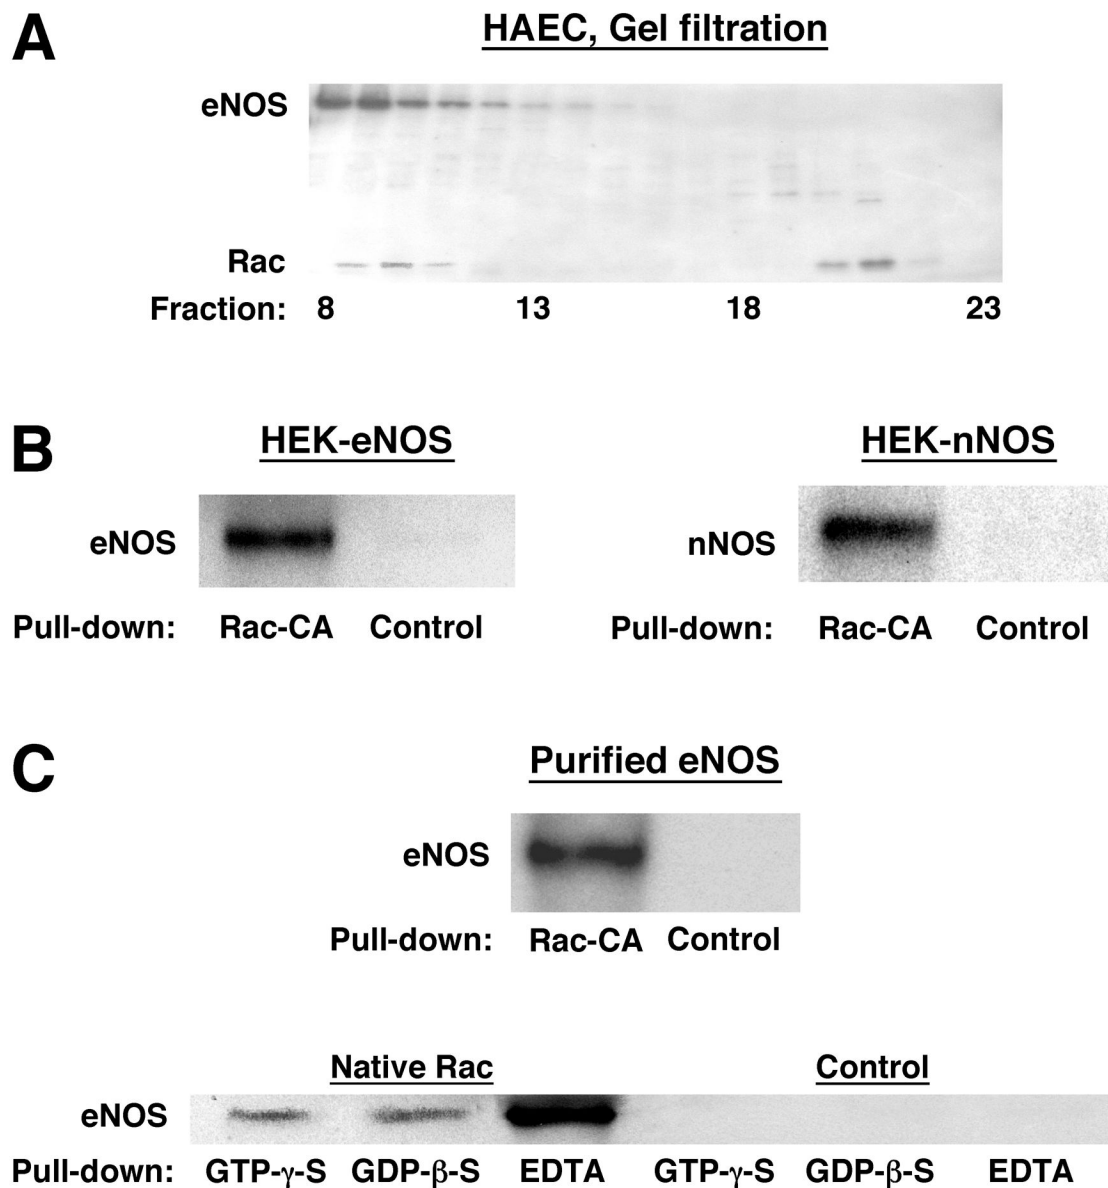 A
HAEC, Gel filtration
eNOS
Rac
Fraction: 8 13 18 23
B
HEK-eNOS HEK-nNOS
eNOS nNOS
Pull-down: Rac-CA Control Pull-down: Rac-CA Control
C
Purified eNOS
eNOS
Pull-down: Rac-CA Control
Native Rac Control
eNOS
Pull-down: GTP-γ-S GDP-β-S EDTA GTP-γ-S GDP-β-S EDTA